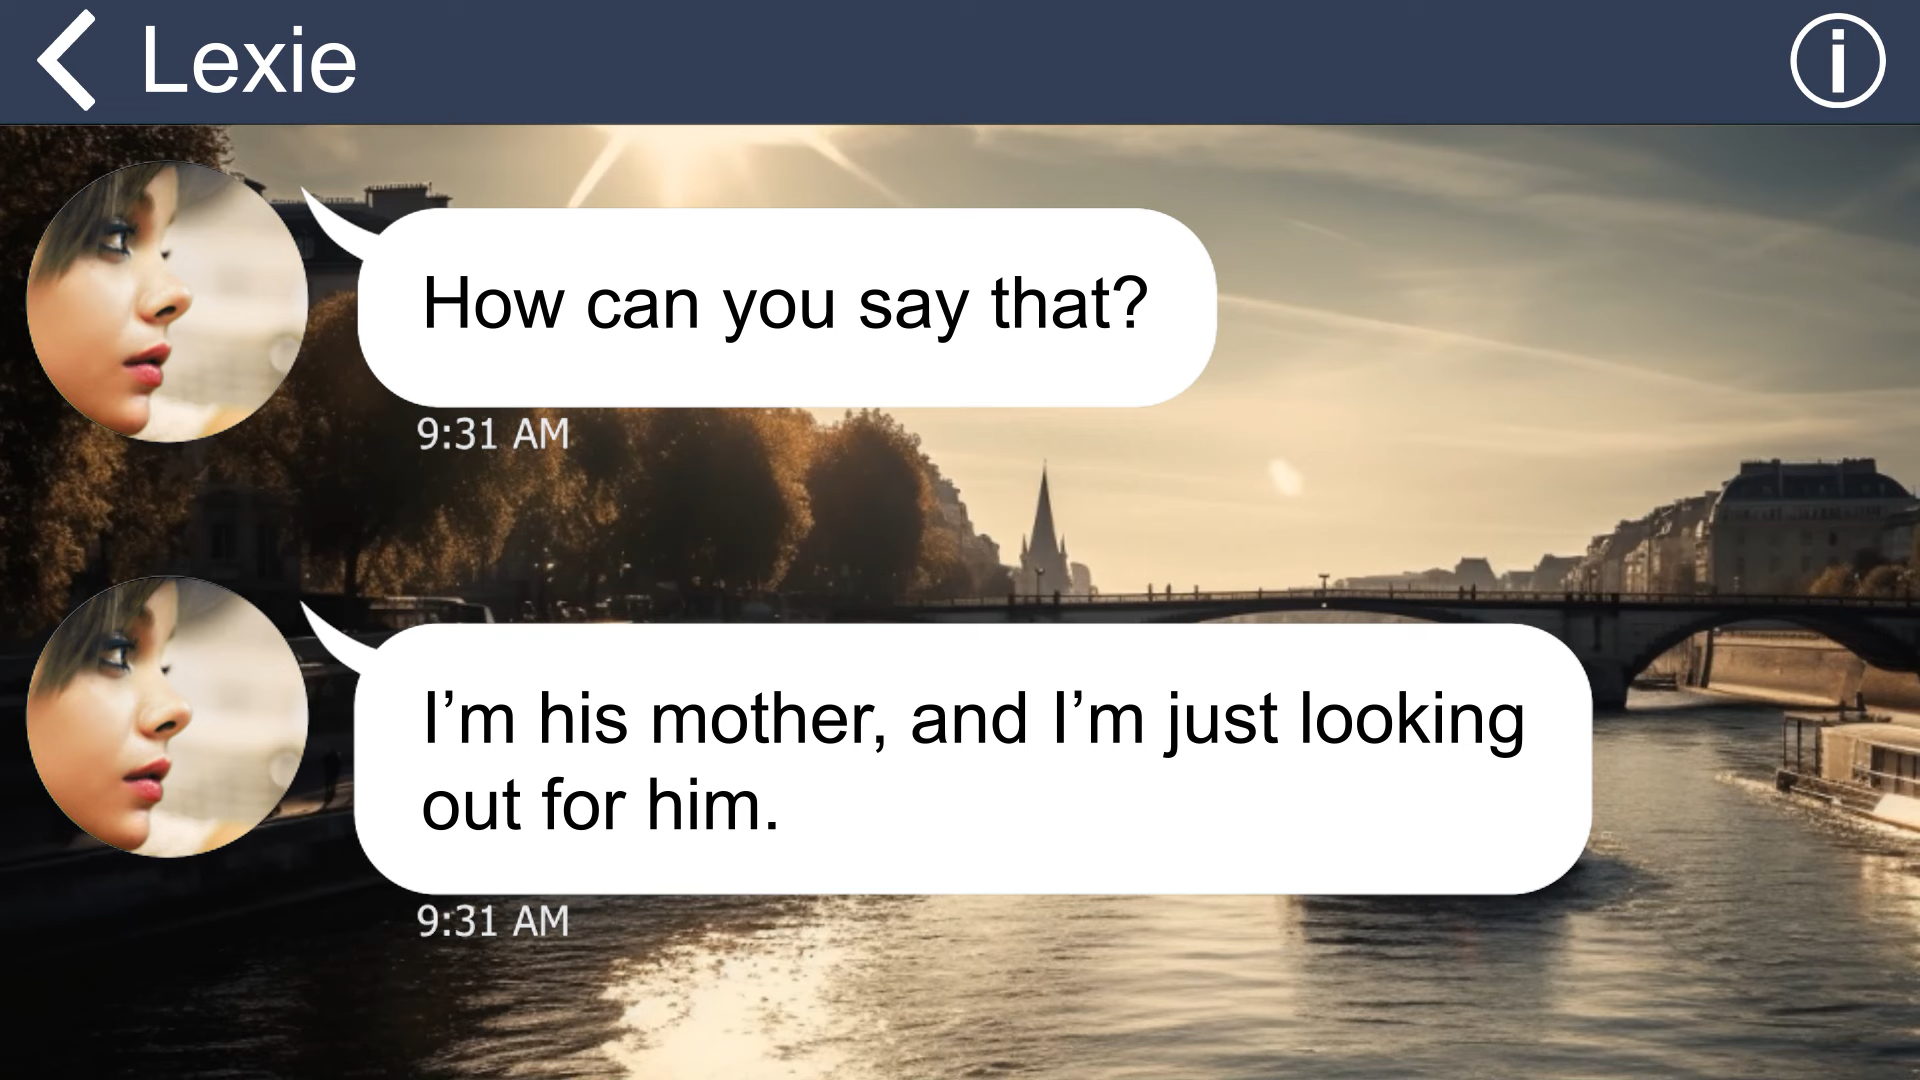 Lexie
How can you say that?
9:31 AM
I’m his mother, and I’m just looking
out for him.
9:31 AM